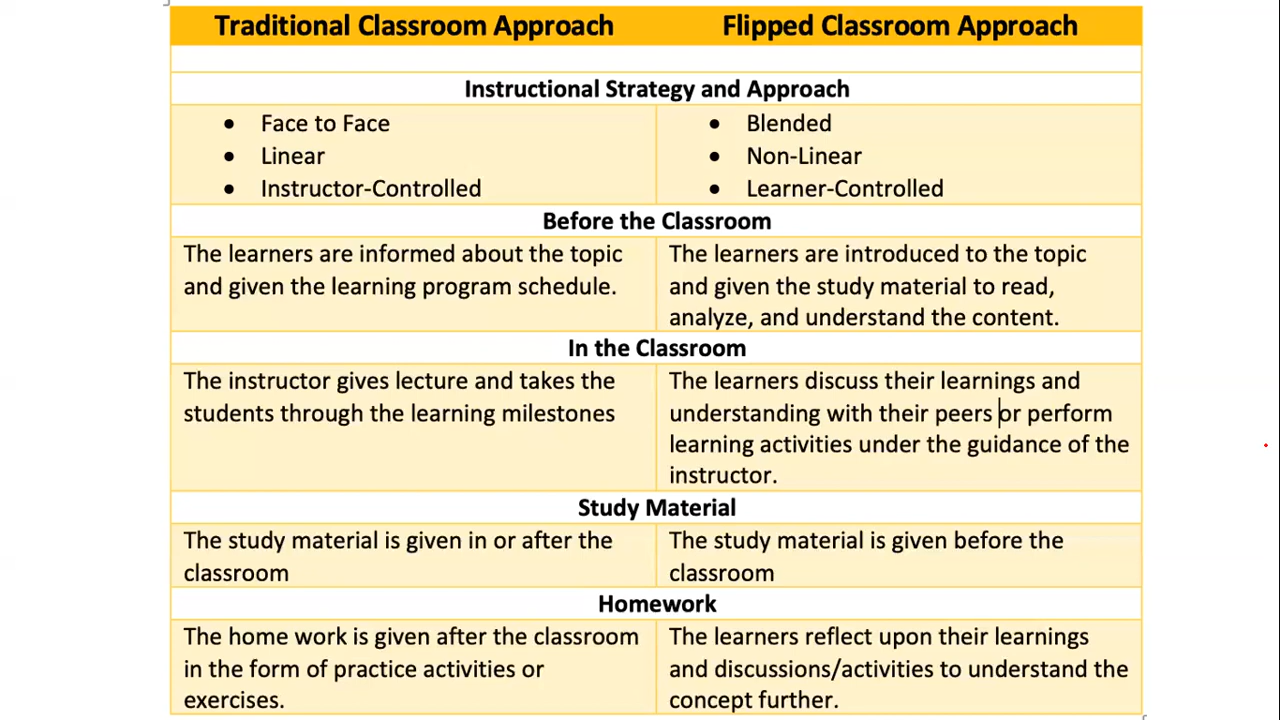 Traditional Classroom Approach
Flipped Classroom Approach
Instructional Strategy and Approach
• Face to Face
• Linear
• Instructor-Controlled
• Blended
• Non-Linear
• Learner-Controlled
Before the Classroom
The learners are informed about the topic
and given the learning program schedule.
The learners are introduced to the topic
and given the study material to read,
analyze, and understand the content.
In the Classroom
The instructor gives lecture and takes the
students through the learning milestones
The learners discuss their learnings and
understanding with their peers or perform
learning activities under the guidance of the
instructor.
Study Material
The study material is given in or after the
classroom
The study material is given before the
classroom
Homework
The home work is given after the classroom
in the form of practice activities or
exercises.
The learners reflect upon their learnings
and discussions/activities to understand the
concept further.